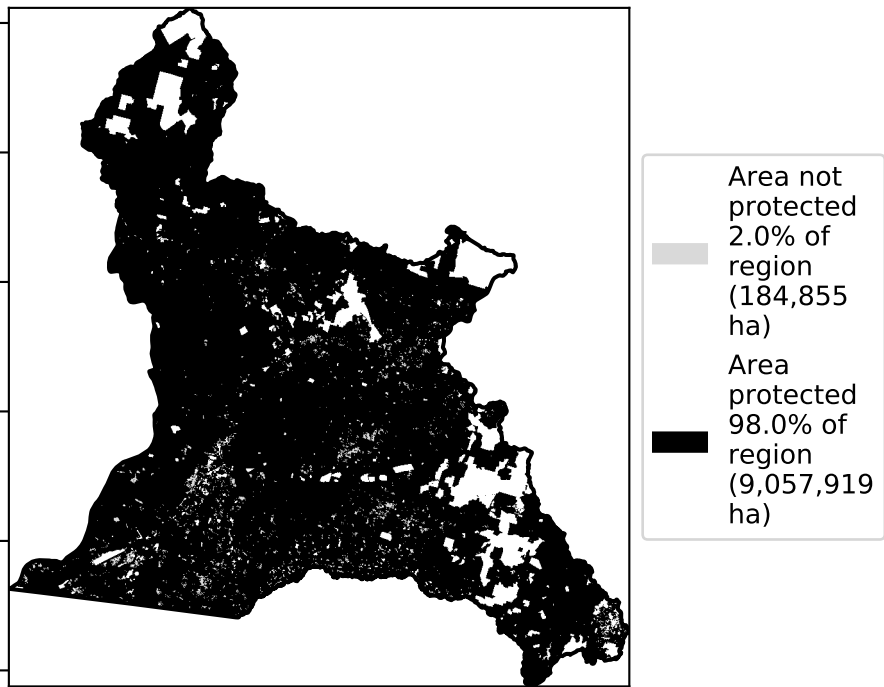 Area not
protected
2.0% of
region
(184,855
ha)
Area
protected
98.0% of
region
(9,057,919
ha)